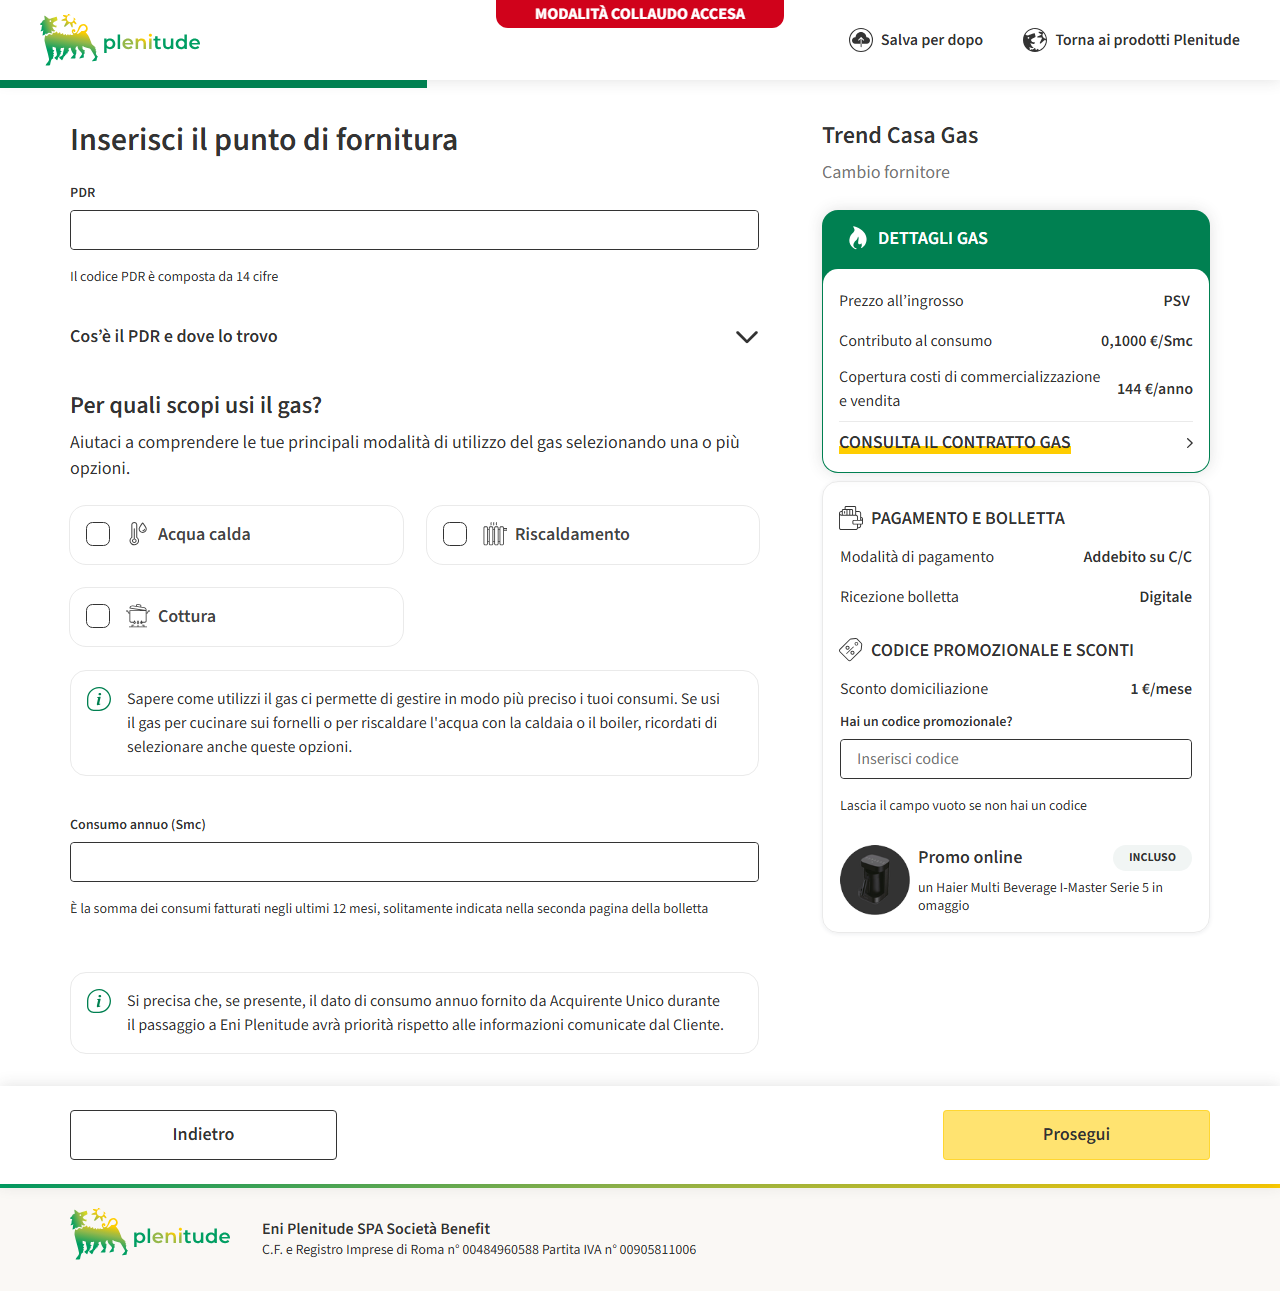 MODALITÀ COLLAUDO ACCESA
plenitude
Salva per dopo
Torna ai prodotti Plenitude
Inserisci il punto di fornitura
PDR
Il codice PDR è composta da 14 cifre
Cos’è il PDR e dove lo trovo
Per quali scopi usi il gas?
Aiutaci a comprendere le tue principali modalità di utilizzo del gas selezionando una o più
opzioni.
Acqua calda
Riscaldamento
Cottura
Sapere come utilizzi il gas ci permette di gestire in modo più preciso i tuoi consumi. Se usi
il gas per cucinare sui fornelli o per riscaldare l'acqua con la caldaia o il boiler, ricordati di
selezionare anche queste opzioni.
Consumo annuo (Smc)
È la somma dei consumi fatturati negli ultimi 12 mesi, solitamente indicata nella seconda pagina della bolletta
Si precisa che, se presente, il dato di consumo annuo fornito da Acquirente Unico durante
il passaggio a Eni Plenitude avrà priorità rispetto alle informazioni comunicate dal Cliente.
Trend Casa Gas
Cambio fornitore
DETTAGLI GAS
Prezzo all’ingrosso PSV
Contributo al consumo 0,1000 €/Smc
Copertura costi di commercializzazione
e vendita 144 €/anno
CONSULTA IL CONTRATTO GAS
PAGAMENTO E BOLLETTA
Modalità di pagamento Addebito su C/C
Ricezione bolletta Digitale
CODICE PROMOZIONALE E SCONTI
Sconto domiciliazione 1 €/mese
Hai un codice promozionale?
Inserisci codice
Lascia il campo vuoto se non hai un codice
Promo online INCLUSO
un Haier Multi Beverage I-Master Serie 5 in
omaggio
Indietro
Prosegui
plenitude
Eni Plenitude SPA Società Benefit
C.F. e Registro Imprese di Roma n° 00484960588 Partita IVA n° 00905811006